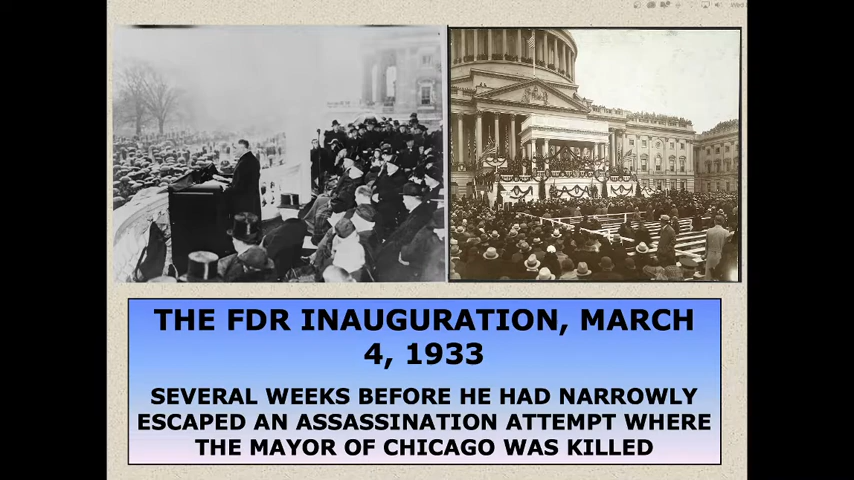 THE FDR INAUGURATION, MARCH
4, 1933
SEVERAL WEEKS BEFORE HE HAD NARROWLY
ESCAPED AN ASSASSINATION ATTEMPT WHERE
THE MAYOR OF CHICAGO WAS KILLED